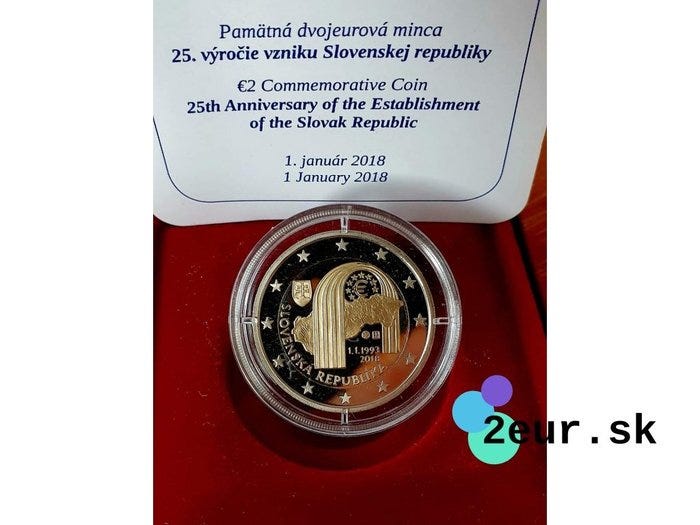 Pamätná dvojeurová minca
25. výročie vzniku Slovenskej republiky
€2 Commemorative Coin
25th Anniversary of the Establishment
of the Slovak Republic
1. január 2018
1 January 2018
€
1.1.1993
2018
SLOVENSKÁ REPUBLIKA
2eur.sk